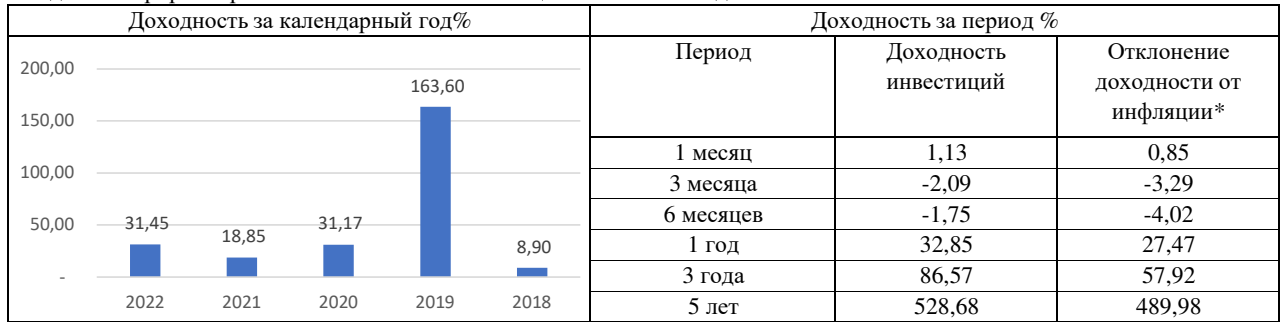 Доходность за календарный год%
200,00
150,00
100,00
50,00
-
31,45
18,85
31,17
163,60
8,90
2022 2021 2020 2019 2018
Доходность за период %
Период Доходность инвестиций Отклонение доходности от инфляции*
1 месяц 1,13 0,85
3 месяца -2,09 -3,29
6 месяцев -1,75 -4,02
1 год 32,85 27,47
3 года 86,57 57,92
5 лет 528,68 489,98